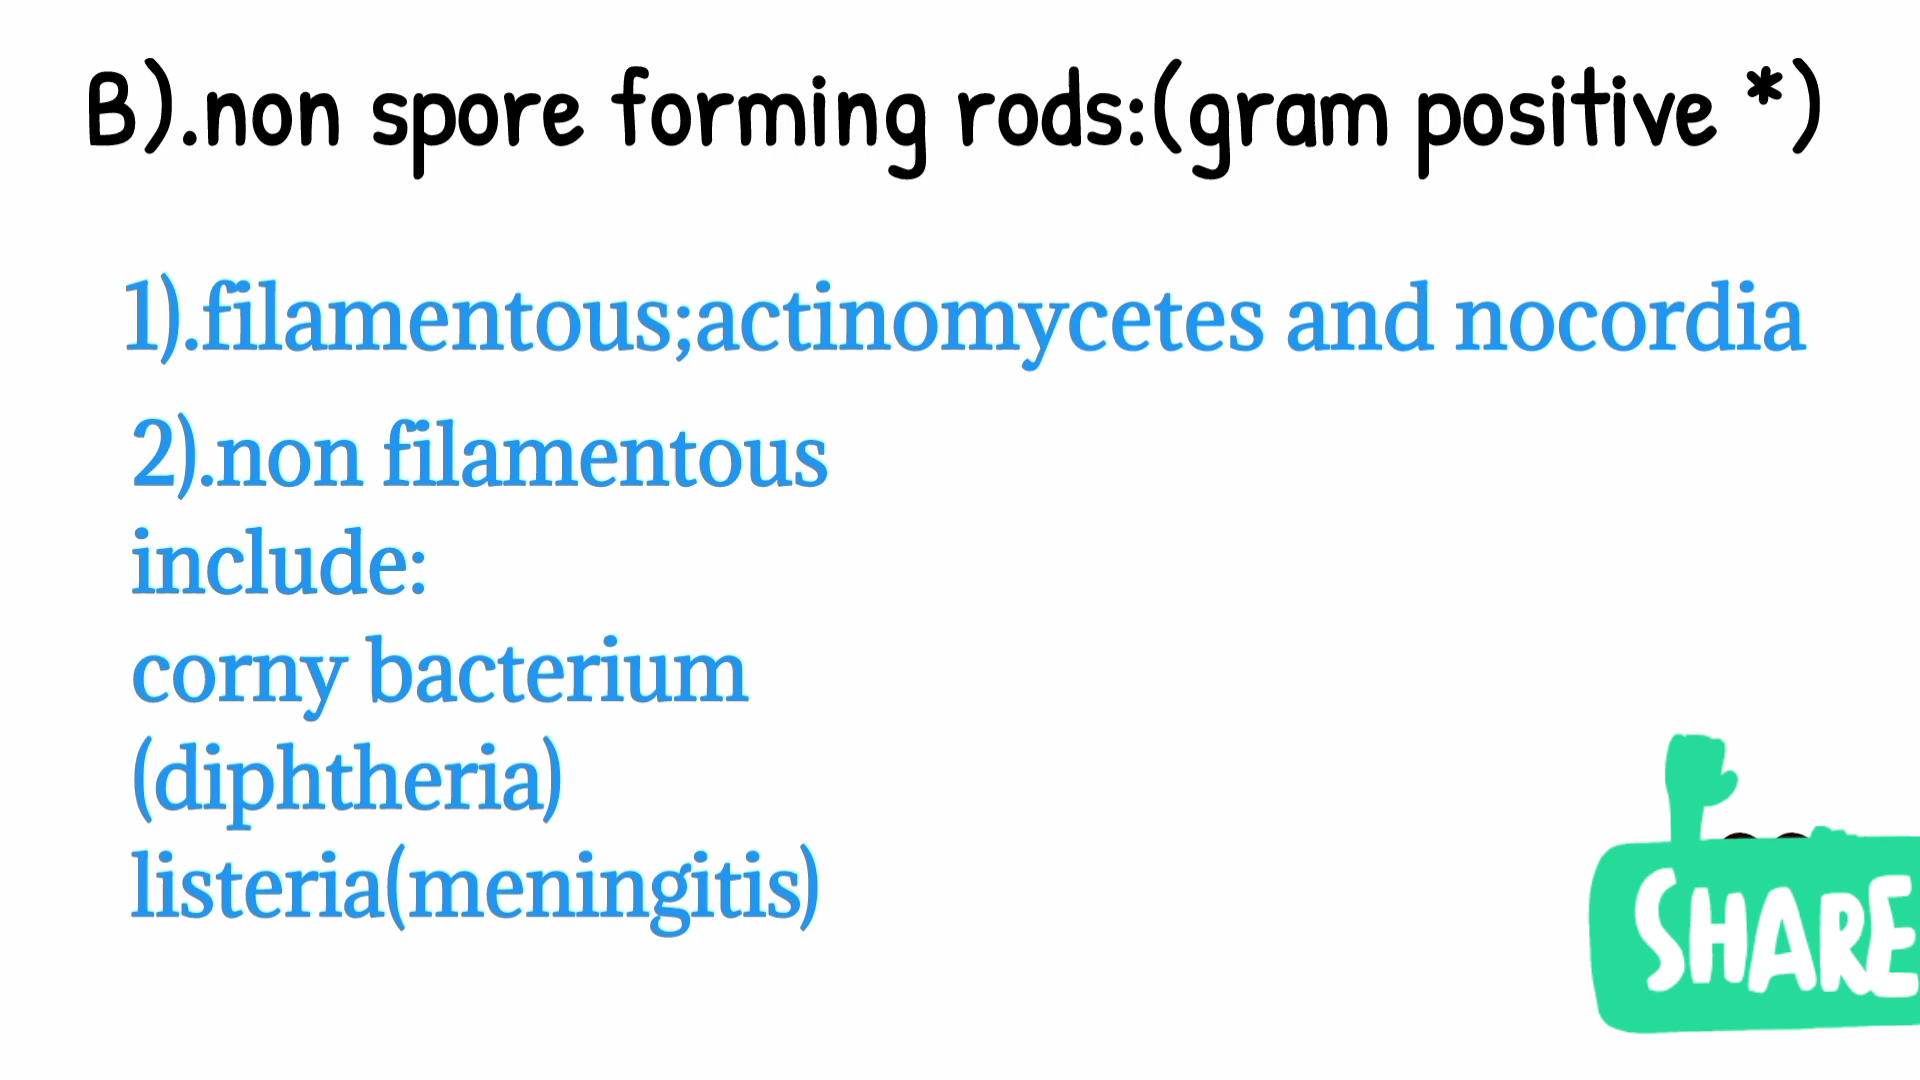 B).non spore forming rods:(gram positive *)
1).filamentous;actinomycetes and nocordia
2).non filamentous
include:
corny bacterium
(diphtheria)
listeria(meningitis)
SHARE